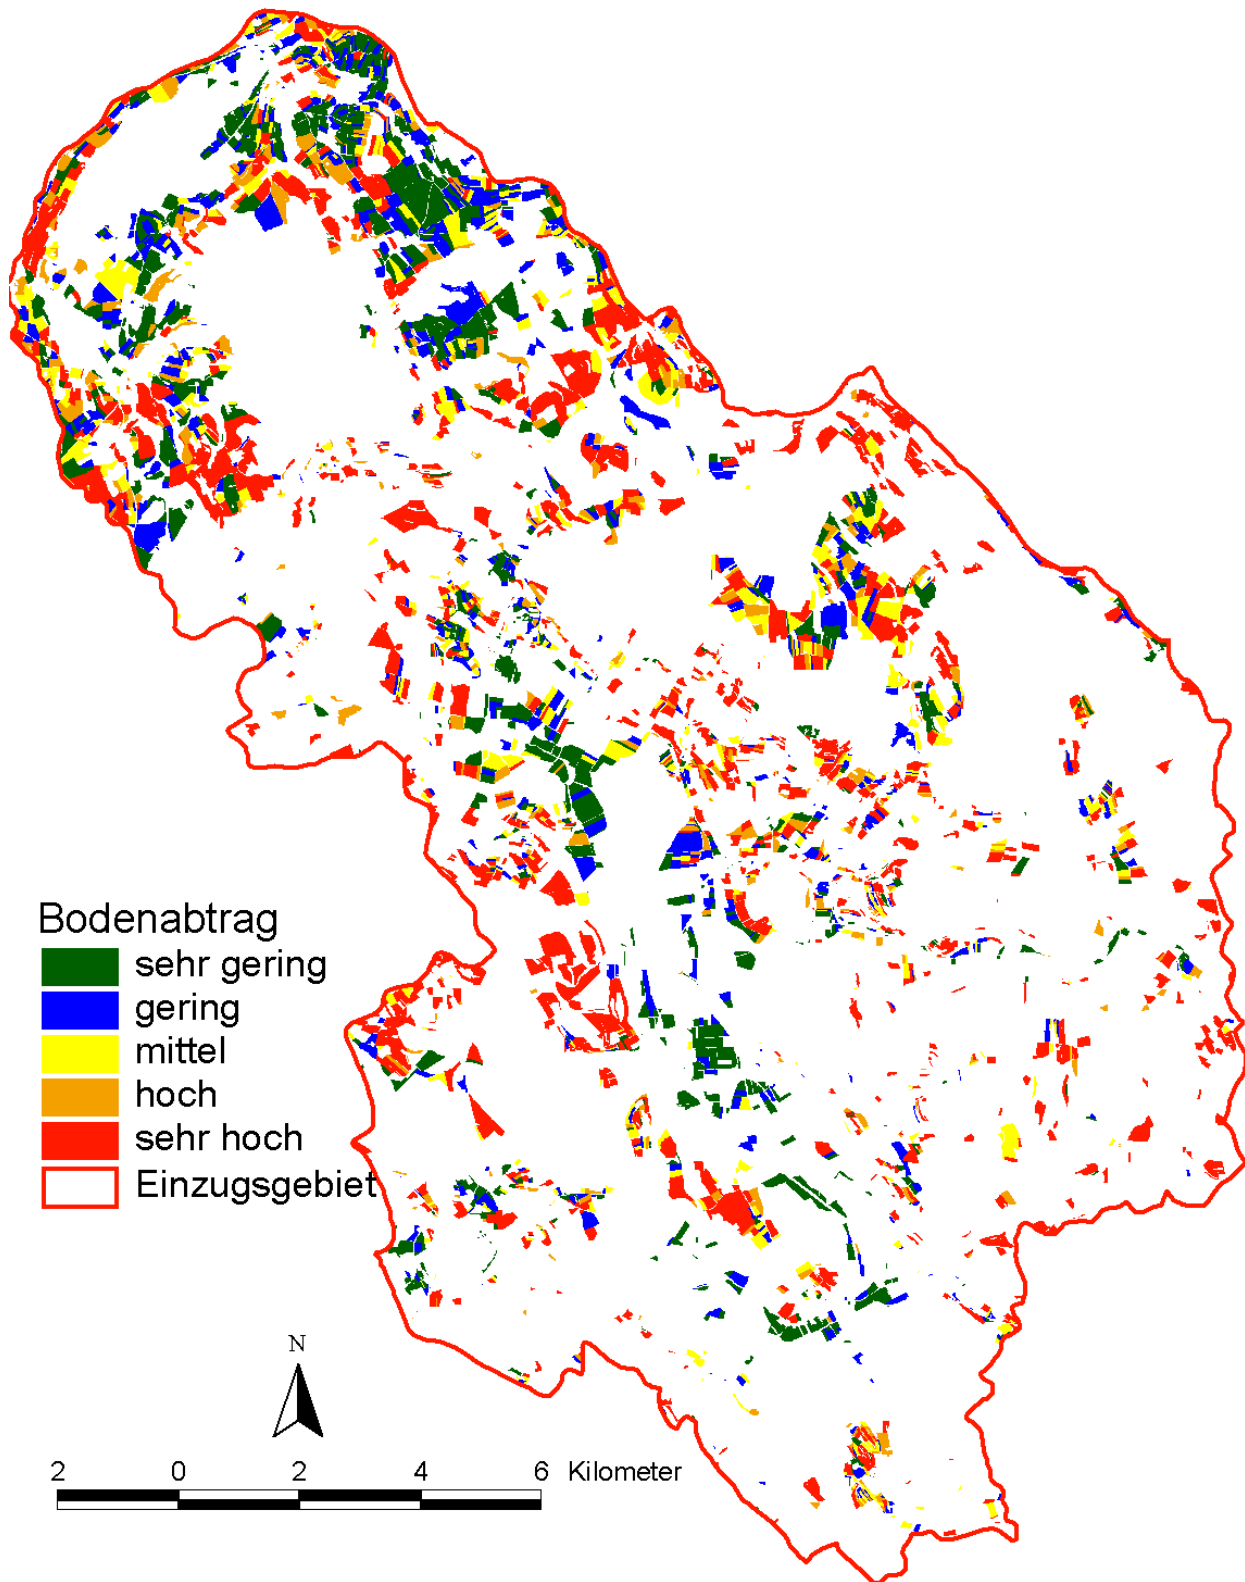 Bodenabtrag
sehr gering
gering
mittel
hoch
sehr hoch
Einzugsgebiet
N
2 0 2 4 6 Kilometer